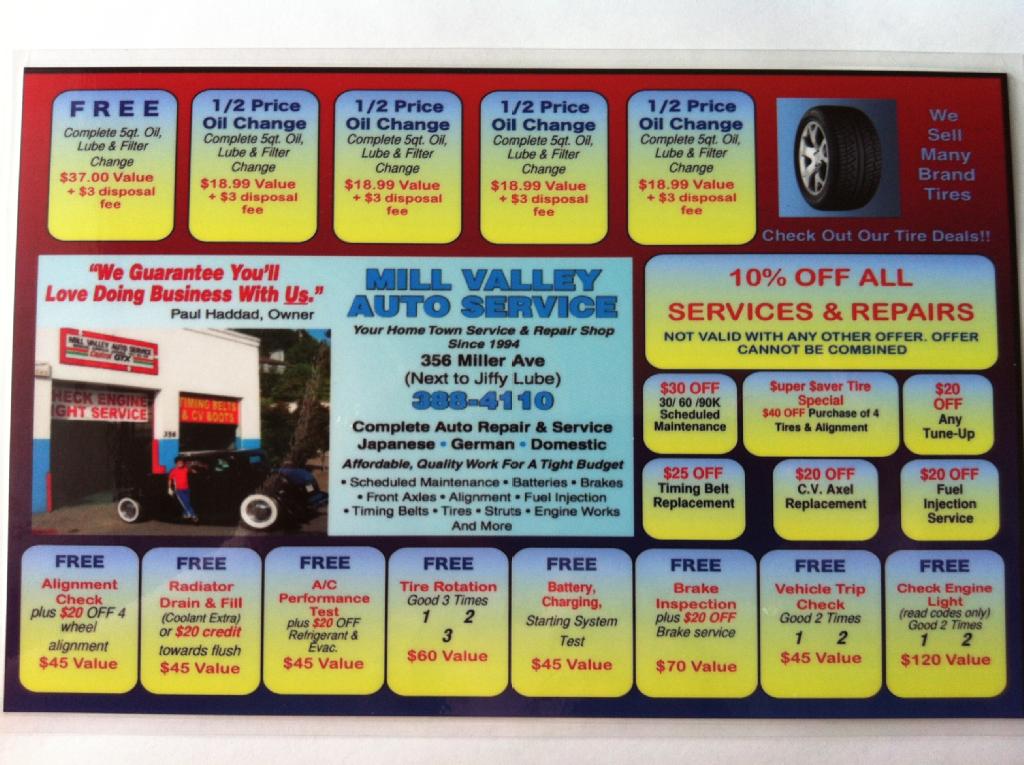 FREE
Complete 5qt. Oil,
Lube & Filter
Change
$37.00 Value
+ $3 disposal
fee
1/2 Price
Oil Change
Complete 5qt. Oil,
Lube & Filter
Change
$18.99 Value
+ $3 disposal
fee
1/2 Price
Oil Change
Complete 5qt. Oil,
Lube & Filter
Change
$18.99 Value
+ $3 disposal
fee
1/2 Price
Oil Change
Complete 5qt. Oil,
Lube & Filter
Change
$18.99 Value
+ $3 disposal
fee
1/2 Price
Oil Change
Complete 5qt. Oil,
Lube & Filter
Change
$18.99 Value
+ $3 disposal
fee
We
Sell
Many
Brand
Tires
Check Out Our Tire Deals!!
"We Guarantee You'll
Love Doing Business With Us."
Paul Haddad, Owner
MILL VALLEY AUTO SERVICE
Castrol GTX
HECK ENGINE
IGHT SERVICE
TIMING BELTS
& CV BOOTS
356
MILL VALLEY
AUTO SERVICE
Your Home Town Service & Repair Shop
Since 1994
356 Miller Ave
(Next to Jiffy Lube)
388-4110
Complete Auto Repair & Service
Japanese • German • Domestic
Affordable, Quality Work For A Tight Budget
• Scheduled Maintenance • Batteries • Brakes
• Front Axles • Alignment • Fuel Injection
• Timing Belts • Tires • Struts • Engine Works
And More
10% OFF ALL
SERVICES & REPAIRS
NOT VALID WITH ANY OTHER OFFER. OFFER
CANNOT BE COMBINED
$30 OFF
30/ 60 /90K
Scheduled
Maintenance
$uper $aver Tire
Special
$40 OFF Purchase of 4
Tires & Alignment
$20
OFF
Any
Tune-Up
$25 OFF
Timing Belt
Replacement
$20 OFF
C.V. Axel
Replacement
$20 OFF
Fuel
Injection
Service
FREE
Alignment
Check
plus $20 OFF 4
wheel
alignment
$45 Value
FREE
Radiator
Drain & Fill
(Coolant Extra)
or $20 credit
towards flush
$45 Value
FREE
A/C
Performance
Test
plus $20 OFF
Refrigerant &
Evac.
$45 Value
FREE
Tire Rotation
Good 3 Times
1 2
3
$60 Value
FREE
Battery,
Charging,
Starting System
Test
$45 Value
FREE
Brake
Inspection
plus $20 OFF
Brake service
$70 Value
FREE
Vehicle Trip
Check
Good 2 Times
1 2
$45 Value
FREE
Check Engine
Light
(read codes only)
Good 2 Times
1 2
$120 Value